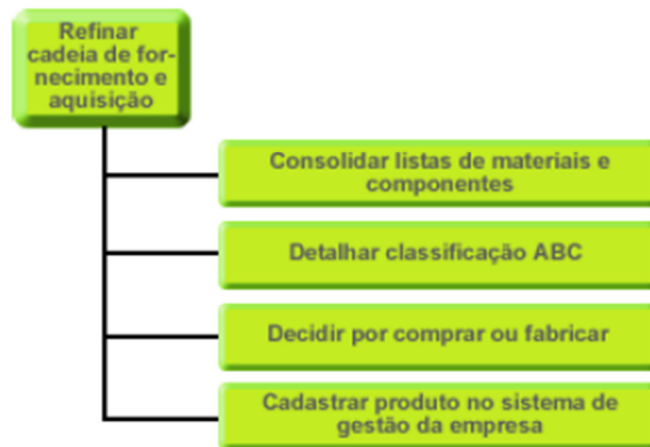 Refinar
cadeia de for-
necimento e
aquisição
Consolidar listas de materiais e
componentes
Detalhar classificação ABC
Decidir por comprar ou fabricar
Cadastrar produto no sistema de
gestão da empresa